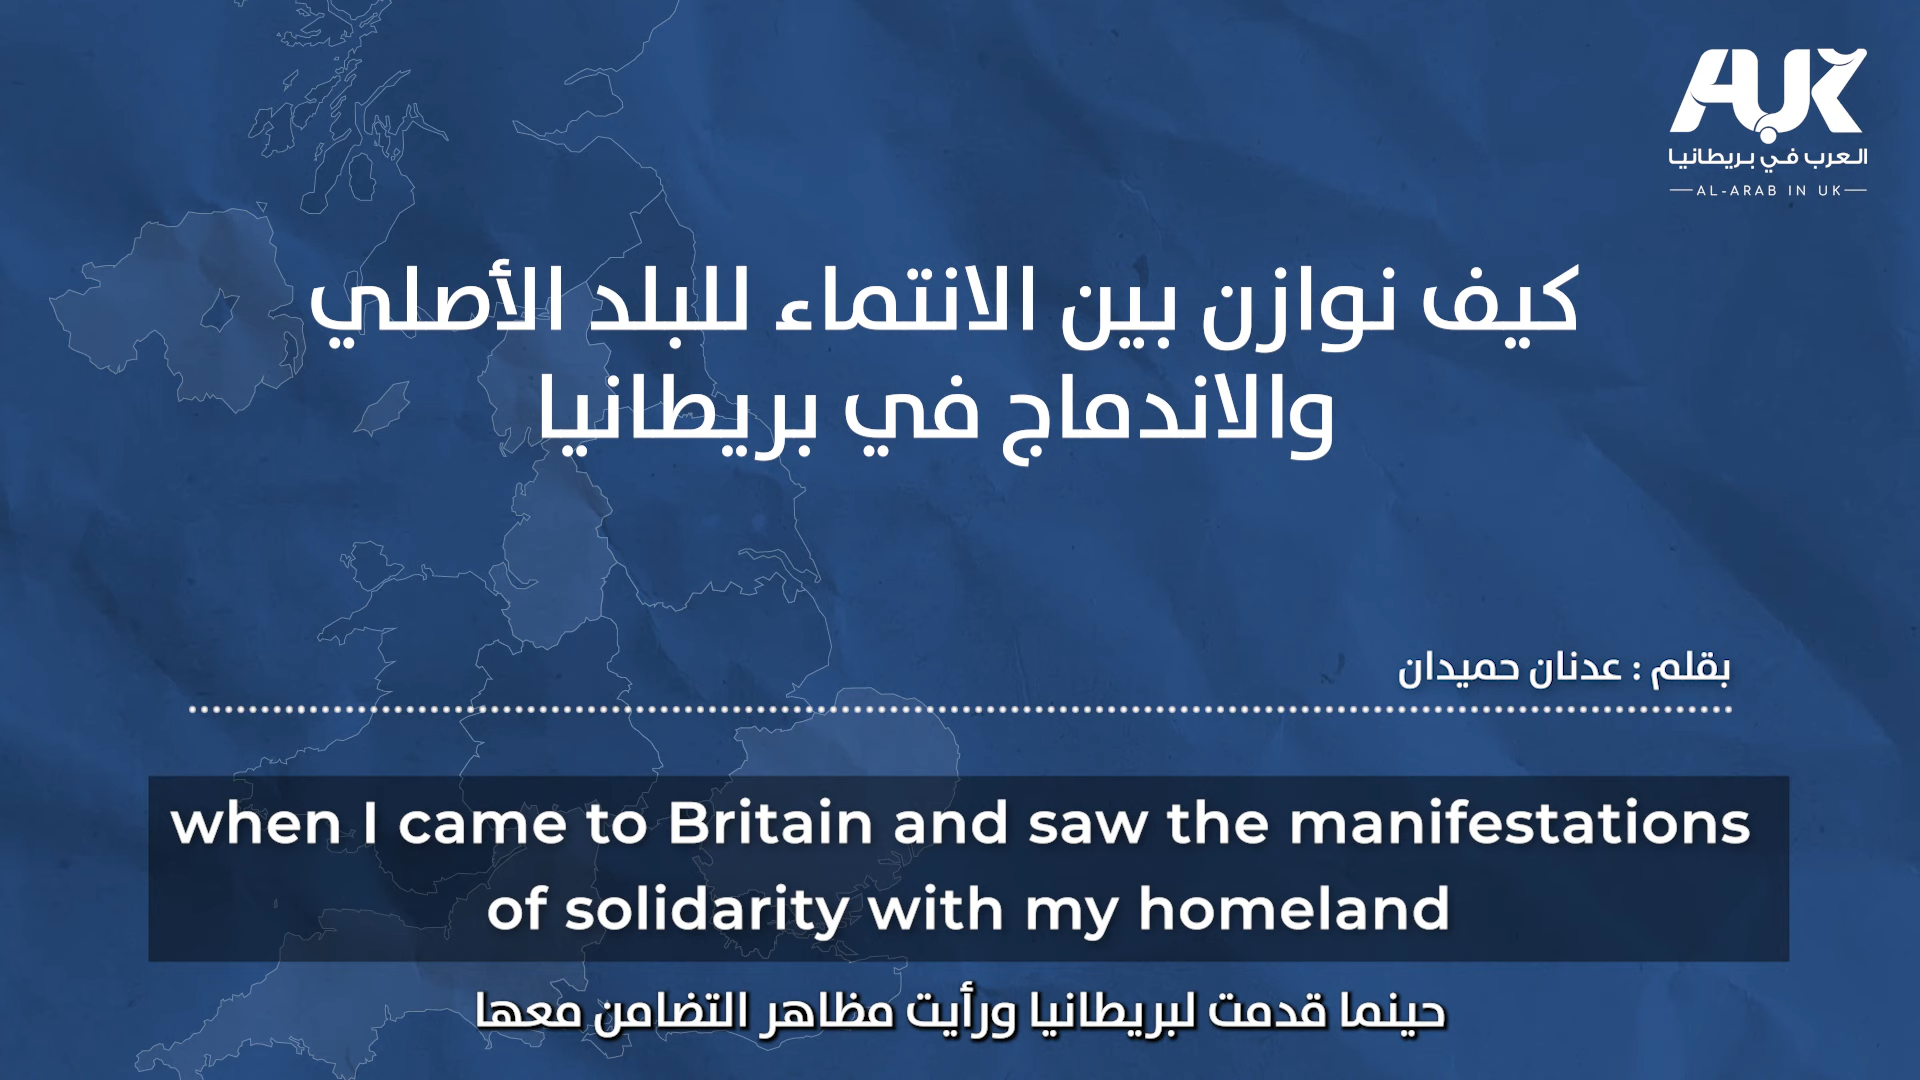 AUK
العرب في بريطانيا
AL-ARAB IN UK
كيف نوازن بين الانتماء للبلد الأصلي
والاندماج في بريطانيا
بقلم : عدنان حميدان
when I came to Britain and saw the manifestations
of solidarity with my homeland
حينما قدمت لبريطانيا ورأيت مظاهر التضامن معها